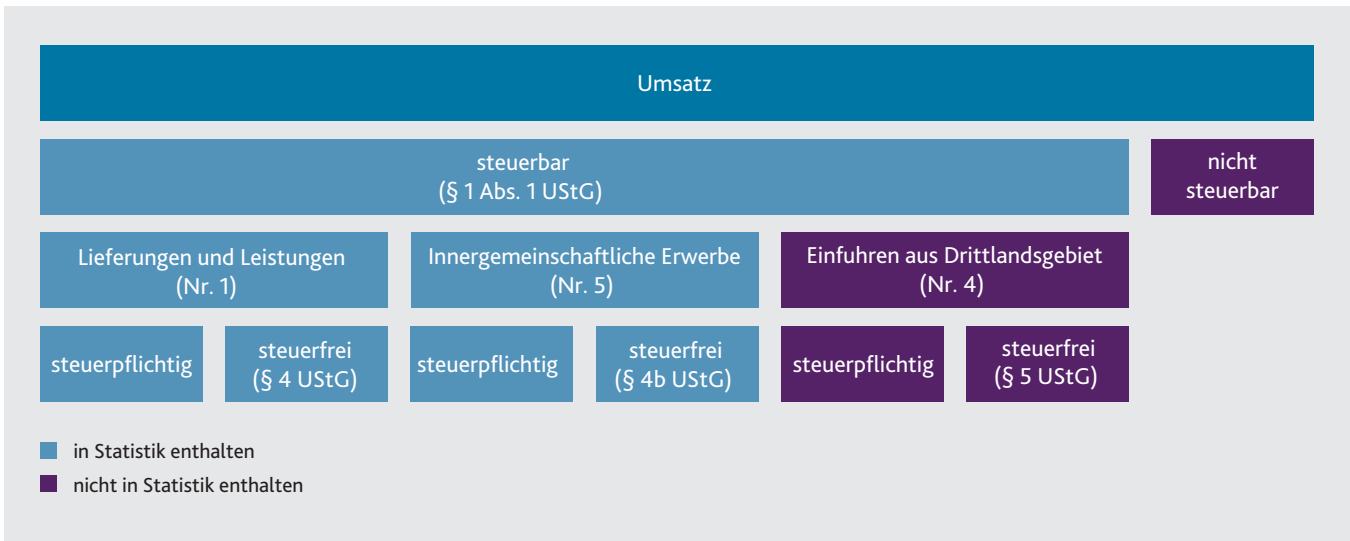 Umsatz
steuerbar
(§ 1 Abs. 1 UStG)
nicht
steuerbar
Lieferungen und Leistungen
(Nr. 1)
Innergemeinschaftliche Erwerbe
(Nr. 5)
Einfuhren aus Drittlandsgebiet
(Nr. 4)
steuerpflichtig
steuerfrei
(§ 4 UStG)
steuerpflichtig
steuerfrei
(§ 4b UStG)
steuerpflichtig
steuerfrei
(§ 5 UStG)
in Statistik enthalten
nicht in Statistik enthalten